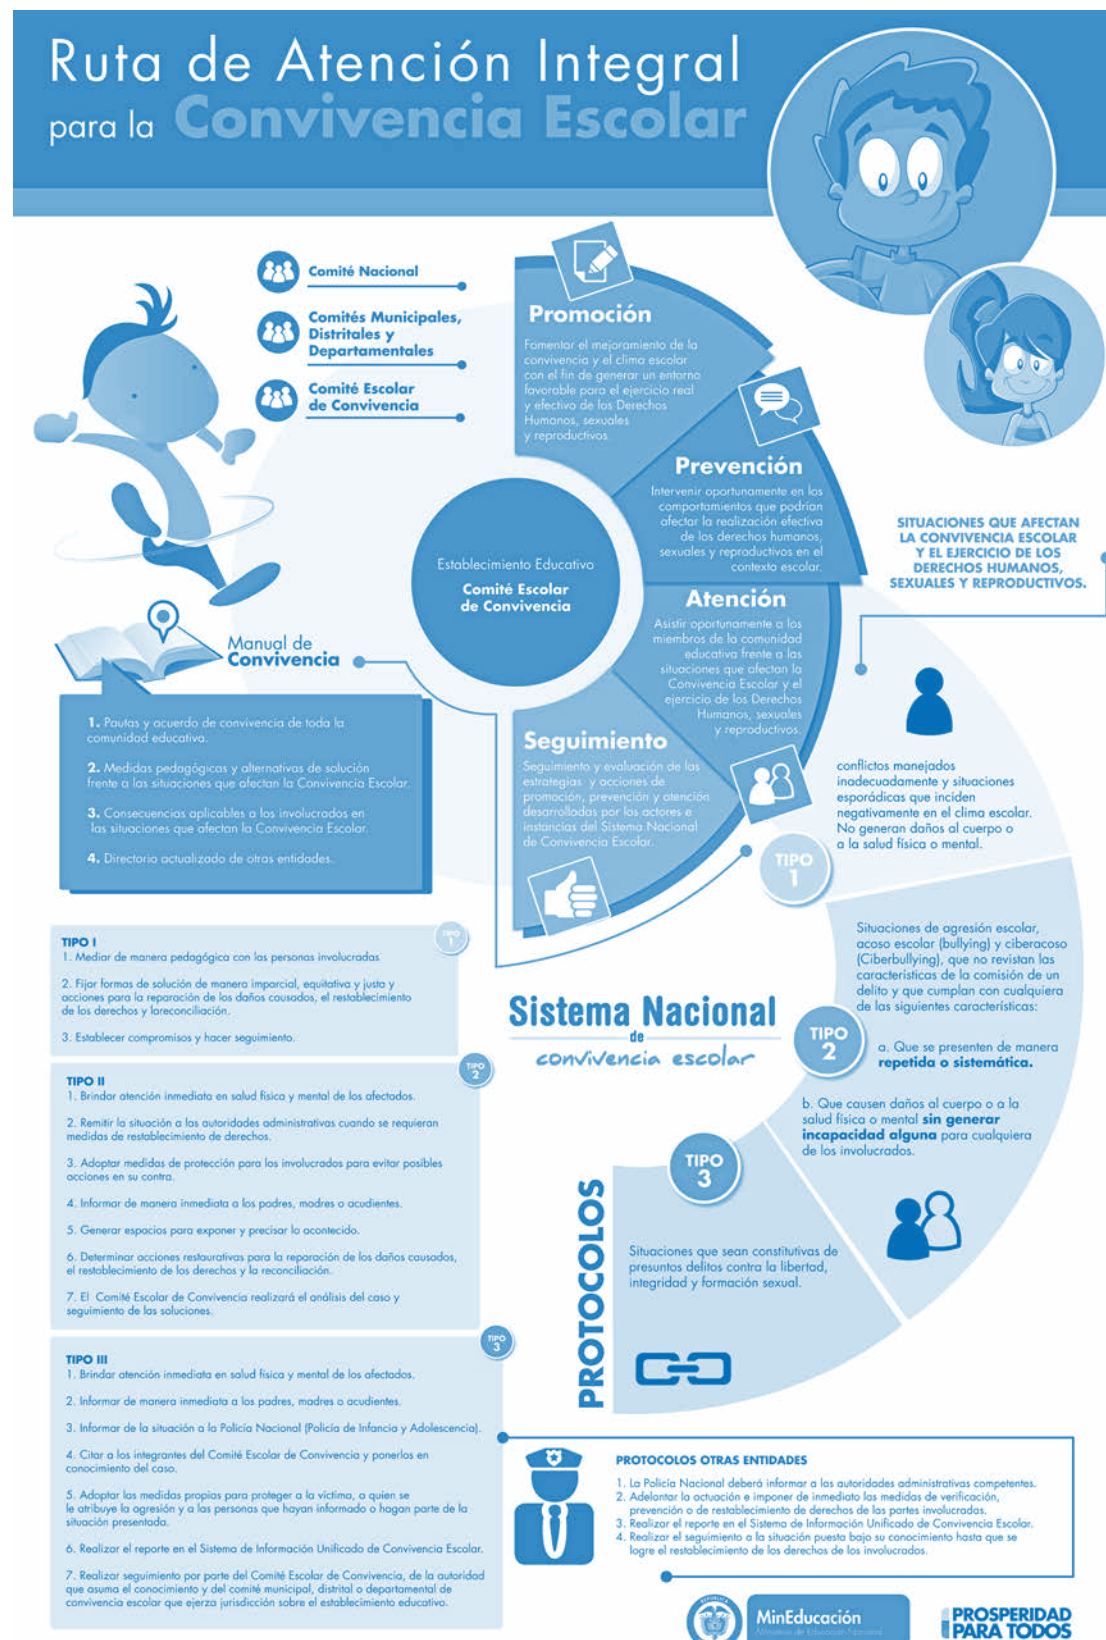 Ruta de Atención Integral
para la Convivencia Escolar
Comité Nacional
Comités Municipales,
Distritales y
Departamentales
Comité Escolar
de Convivencia
Promoción
Fomentar el mejoramiento de la
convivencia y el clima escolar
con el fin de generar un entorno
favorable para el ejercicio real
y efectivo de los Derechos
Humanos, sexuales
y reproductivos.
Prevención
Intervenir oportunamente en los
comportamientos que podrían
afectar la realización efectiva
de los derechos humanos,
sexuales y reproductivos en el
contexto escolar.
Atención
Asistir oportunamente a los
miembros de la comunidad
educativa frente a las
situaciones que afectan la
Convivencia Escolar y el
ejercicio de los Derechos
Humanos, sexuales
y reproductivos.
Seguimiento
Seguimiento y evaluación de las
estrategias y acciones de
promoción, prevención y atención
desarrolladas por los actores e
instancias del Sistema Nacional
de Convivencia Escolar.
Establecimiento Educativo
Comité Escolar
de Convivencia
Manual de
Convivencia
1. Pautas y acuerdo de convivencia de toda la
comunidad educativa.
2. Medidas pedagógicas y alternativas de solución
frente a las situaciones que afectan la Convivencia Escolar.
3. Consecuencias aplicables a los involucrados en
las situaciones que afectan la Convivencia Escolar.
4. Directorio actualizado de otras entidades.
SITUACIONES QUE AFECTAN
LA CONVIVENCIA ESCOLAR
Y EL EJERCICIO DE LOS
DERECHOS HUMANOS,
SEXUALES Y REPRODUCTIVOS.
conflictos manejados
inadecuadamente y situaciones
esporádicas que inciden
negativamente en el clima escolar.
No generan daños al cuerpo o
a la salud física o mental.
TIPO
1
Situaciones de agresión escolar,
acoso escolar (bullying) y ciberacoso
(Ciberbullying), que no revistan las
características de la comisión de un
delito y que cumplan con cualquiera
de las siguientes características:
a. Que se presenten de manera
repetida o sistemática.
b. Que causen daños al cuerpo o a la
salud física o mental sin generar
incapacidad alguna para cualquiera
de los involucrados.
TIPO
2
TIPO
3
Situaciones que sean constitutivas de
presuntos delitos contra la libertad,
integridad y formación sexual.
PROTOCOLOS
Sistema Nacional
de
convivencia escolar
TIPO
1
TIPO I
1. Mediar de manera pedagógica con las personas involucradas
2. Fijar formas de solución de manera imparcial, equitativa y justa y
acciones para la reparación de los daños causados, el restablecimiento
de los derechos y lareconciliación.
3. Establecer compromisos y hacer seguimiento.
TIPO
2
TIPO II
1. Brindar atención inmediata en salud física y mental de los afectados.
2. Remitir la situación a las autoridades administrativas cuando se requieran
medidas de restablecimiento de derechos.
3. Adoptar medidas de protección para los involucrados para evitar posibles
acciones en su contra.
4. Informar de manera inmediata a los padres, madres o acudientes.
5. Generar espacios para exponer y precisar lo acontecido.
6. Determinar acciones restaurativas para la reparación de los daños causados,
el restablecimiento de los derechos y la reconciliación.
7. El Comité Escolar de Convivencia realizará el análisis del caso y
seguimiento de las soluciones.
TIPO
3
TIPO III
1. Brindar atención inmediata en salud física y mental de los afectados.
2. Informar de manera inmediata a los padres, madres o acudientes.
3. Informar de la situación a la Policía Nacional (Policía de Infancia y Adolescencia).
4. Citar a los integrantes del Comité Escolar de Convivencia y ponerlos en
conocimiento del caso.
5. Adoptar las medidas propias para proteger a la víctima, a quien se
le atribuye la agresión y a las personas que hayan informado o hagan parte de la
situación presentada.
6. Realizar el reporte en el Sistema de Información Unificado de Convivencia Escolar.
7. Realizar seguimiento por parte del Comité Escolar de Convivencia, de la autoridad
que asuma el conocimiento y del comité municipal, distrital o departamental de
convivencia escolar que ejerza jurisdicción sobre el establecimiento educativo.
PROTOCOLOS OTRAS ENTIDADES
1. La Policía Nacional deberá informar a las autoridades administrativas competentes.
2. Adelantar la actuación e imponer de inmediato las medidas de verificación,
prevención o de restablecimiento de derechos de las partes involucradas.
3. Realizar el reporte en el Sistema de Información Unificado de Convivencia Escolar.
4. Realizar el seguimiento a la situación puesta bajo su conocimiento hasta que se
logre el restablecimiento de los derechos de los involucrados.
MinEducación
Ministerio de Educación Nacional
PROSPERIDAD
PARA TODOS